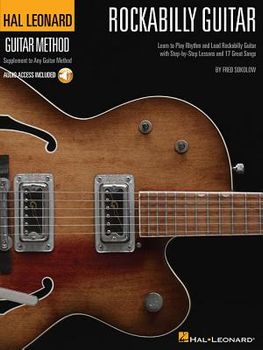 HAL LEONARD
GUITAR METHOD
Supplement to Any Guitar Method
AUDIO ACCESS INCLUDED
ROCKABILLY GUITAR
Learn to Play Rhythm and Lead Rockabilly Guitar
with Step-by-Step Lessons and 17 Great Songs
BY FRED SOKOLOW
HAL•LEONARD®